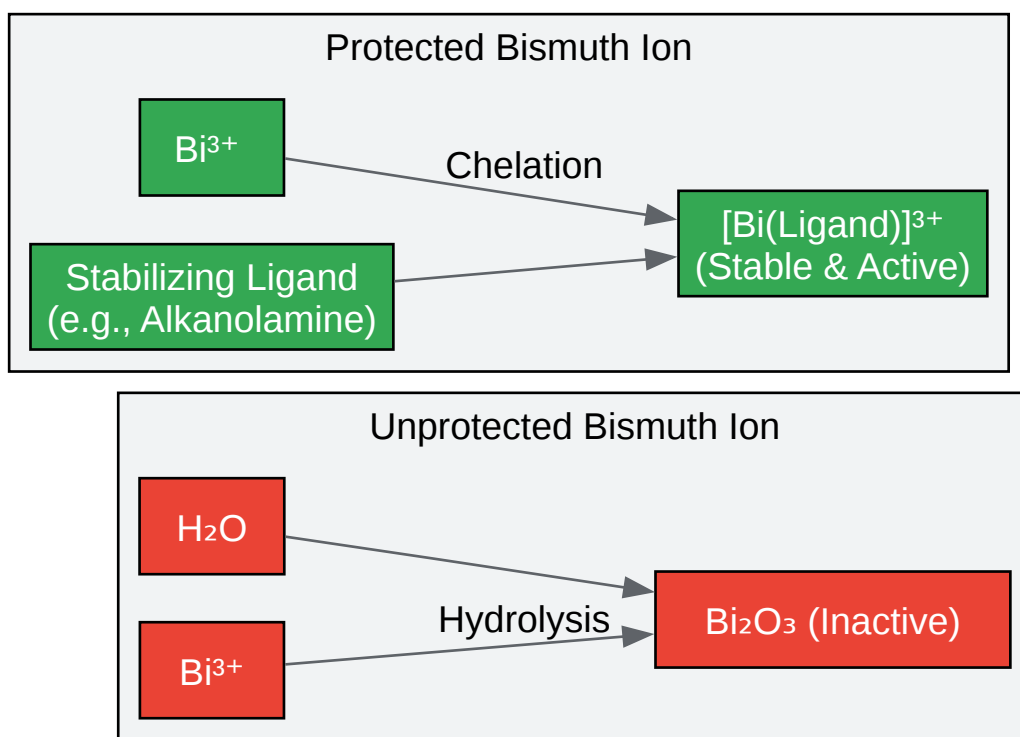 Protected Bismuth Ion
Bi³⁺
Chelation
Stabilizing Ligand
(e.g., Alkanolamine)
[Bi(Ligand)]³⁺
(Stable & Active)
Unprotected Bismuth Ion
H₂O
Hydrolysis
Bi³⁺
Bi₂O₃ (Inactive)